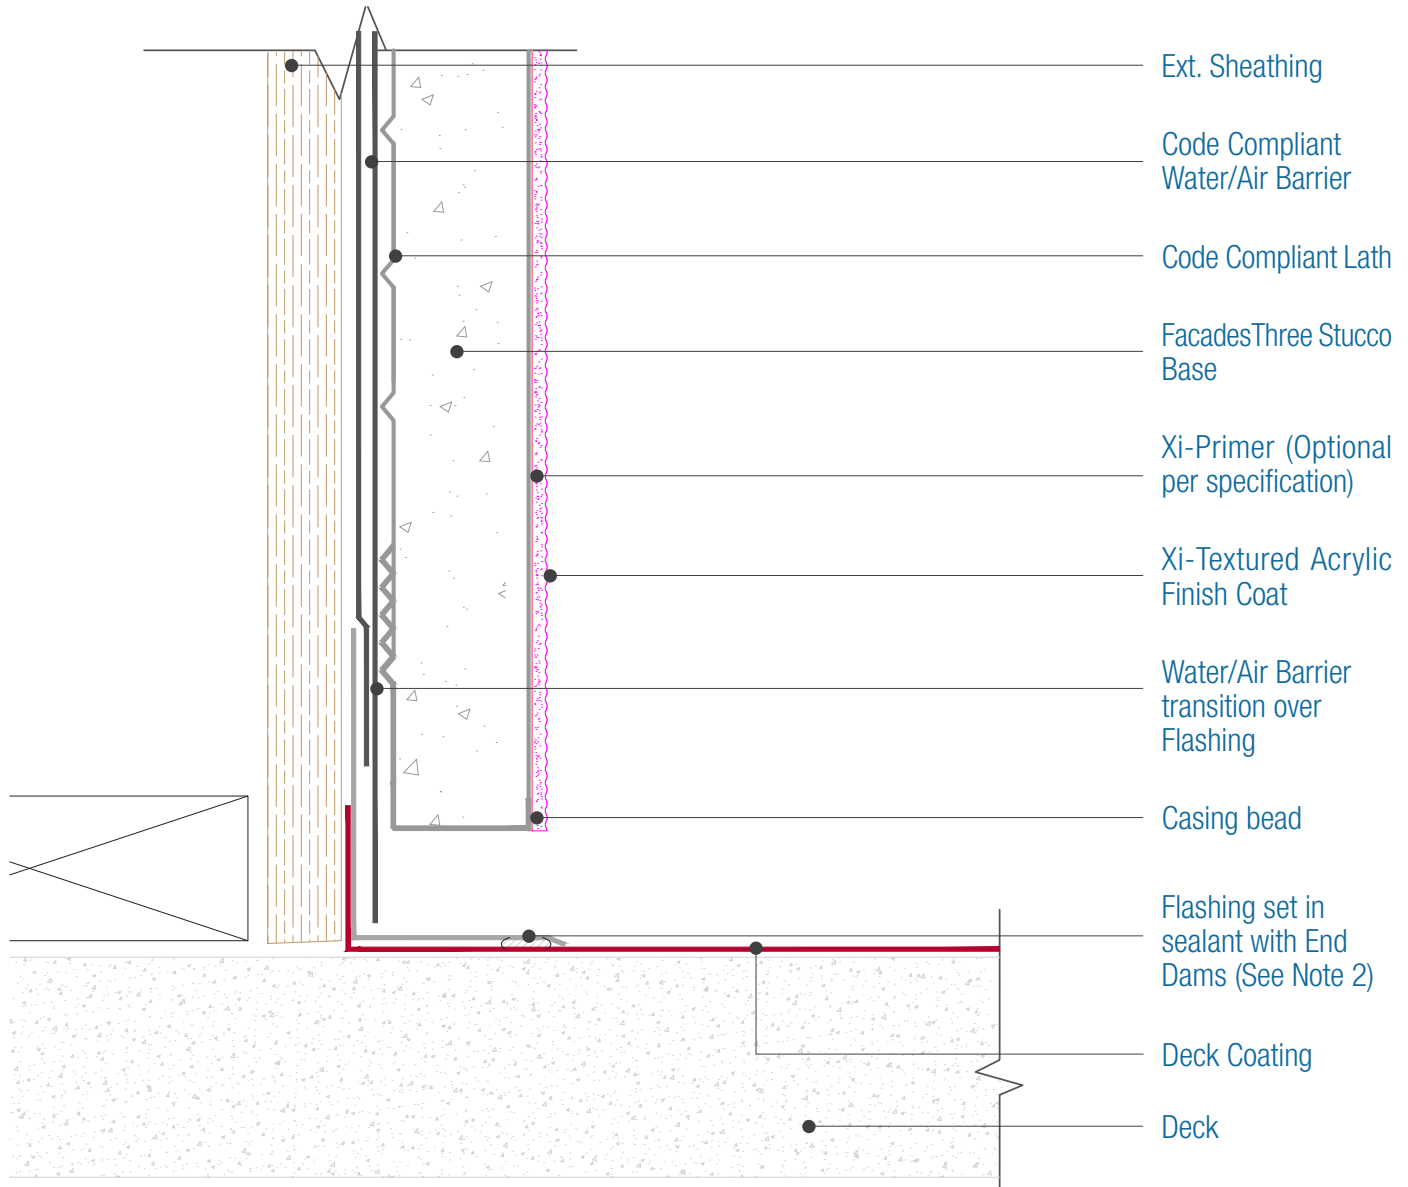 Ext. Sheathing
Code Compliant
Water/Air Barrier
Code Compliant Lath
FacadesThree Stucco
Base
Xi-Primer (Optional
per specification)
Xi-Textured Acrylic
Finish Coat
Water/Air Barrier
transition over
Flashing
Casing bead
Flashing set in
sealant with End
Dams (See Note 2)
Deck Coating
Deck